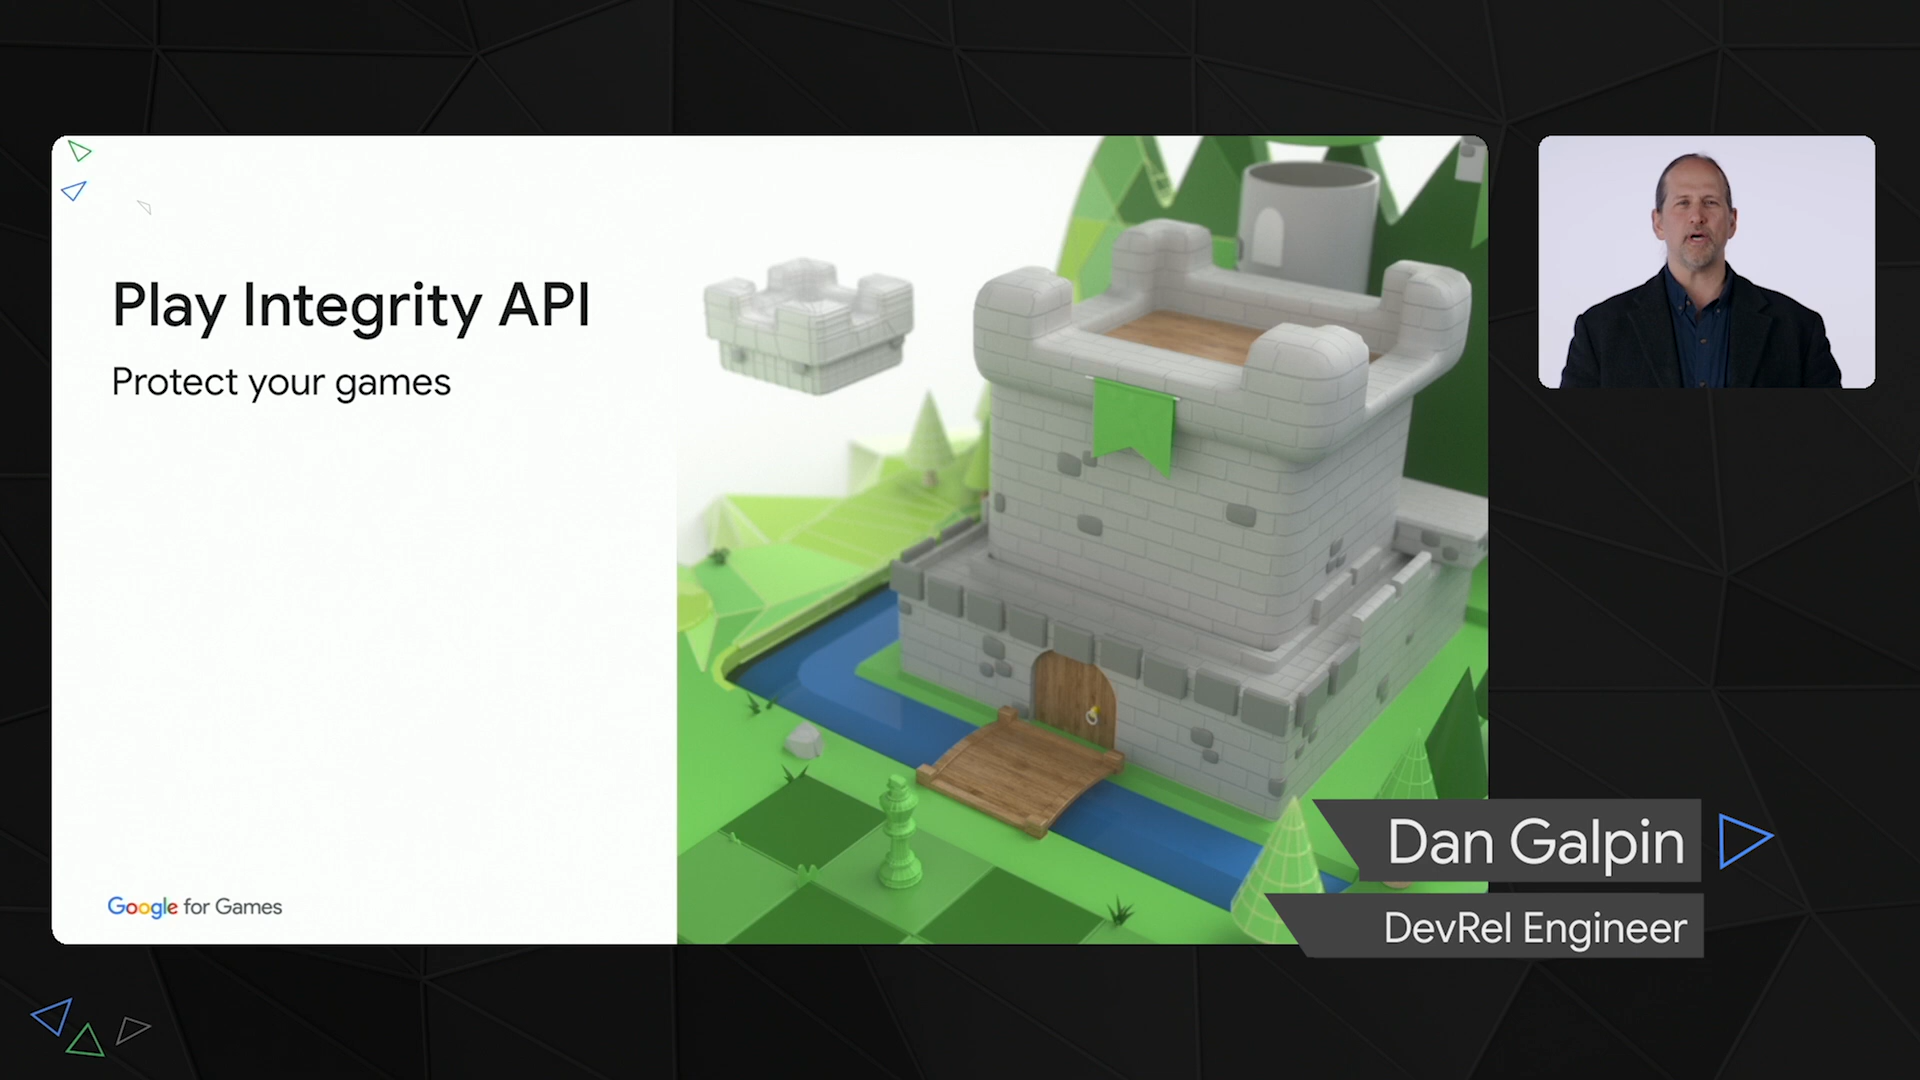 Play Integrity API
Protect your games
Google for Games
Dan Galpin
DevRel Engineer